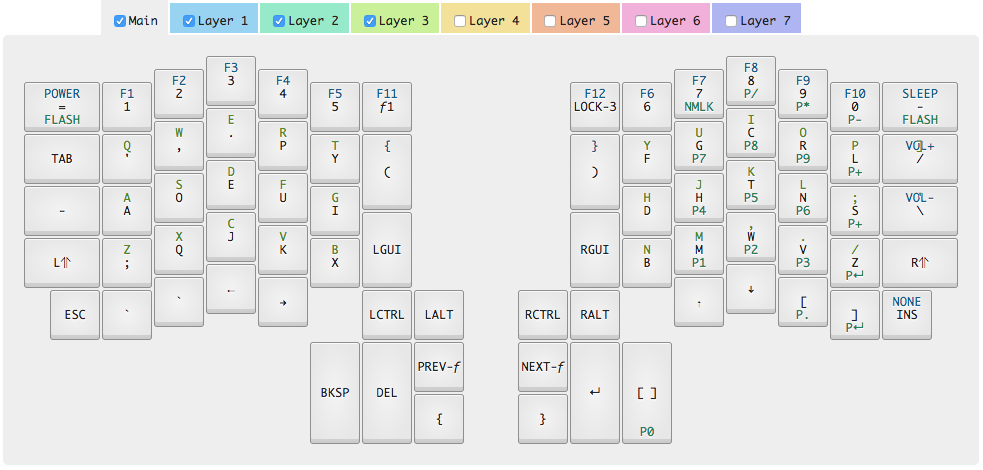 Main Layer 1 Layer 2 Layer 3 Layer 4 Layer 5 Layer 6 Layer 7
POWER = FLASH
F1 1
F2 2
F3 3
F4 4
F5 5
F11 ƒ1
F12 LOCK-3
F6 6
F7 7 NMLK
F8 8 P/
F9 9 P*
F10 0 P-
SLEEP - FLASH
TAB
Q '
W ,
E .
R P
T Y
{ (
} )
Y F
U G P7
I C P8
O R P9
P L P+
VOL+ ] /
-
A A
S O
D E
F U
G I
H D
J H P4
K T P5
L N P6
; S P+
VOL- \
L⇑
Z ;
X Q
C J
V K
B X
LGUI
RGUI
N B
M M P1
, W P2
. V P3
/ Z P↵
R⇑
ESC
`
`
←
→
LCTRL
LALT
RCTRL
RALT
↑
↓
[ P.
] P↵
NONE INS
BKSP
DEL
PREV-ƒ
{
NEXT-ƒ
}
↵
[ ] P0